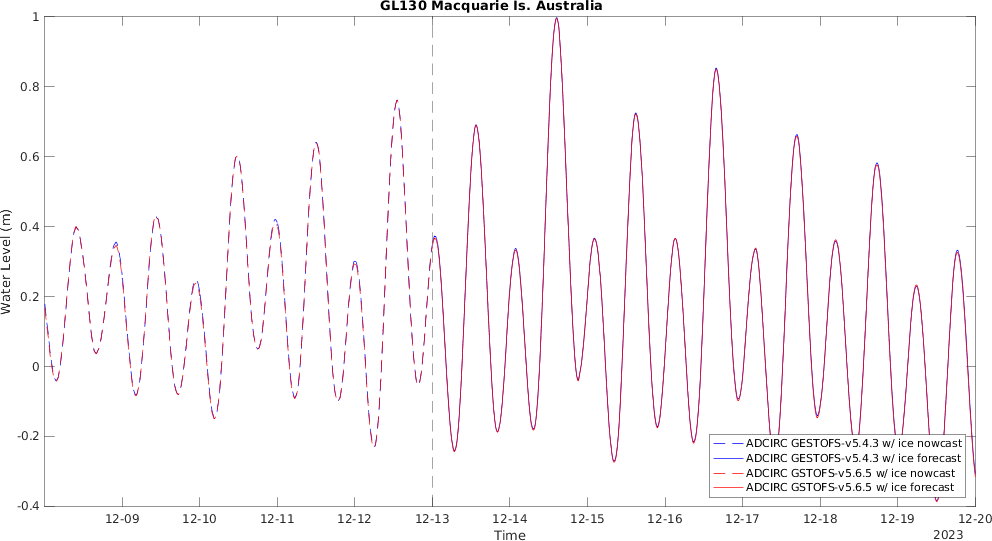 GL130 Macquarie Is. Australia
Water Level (m)
1
0.8
0.6
0.4
0.2
0
-0.2
-0.4
ADCIRC GESTOFS-v5.4.3 w/ ice nowcast
ADCIRC GESTOFS-v5.4.3 w/ ice forecast
ADCIRC GSTOFS-v5.6.5 w/ ice nowcast
ADCIRC GSTOFS-v5.6.5 w/ ice forecast
12-09 12-10 12-11 12-12 12-13 12-14 12-15 12-16 12-17 12-18 12-19 12-20
Time
2023